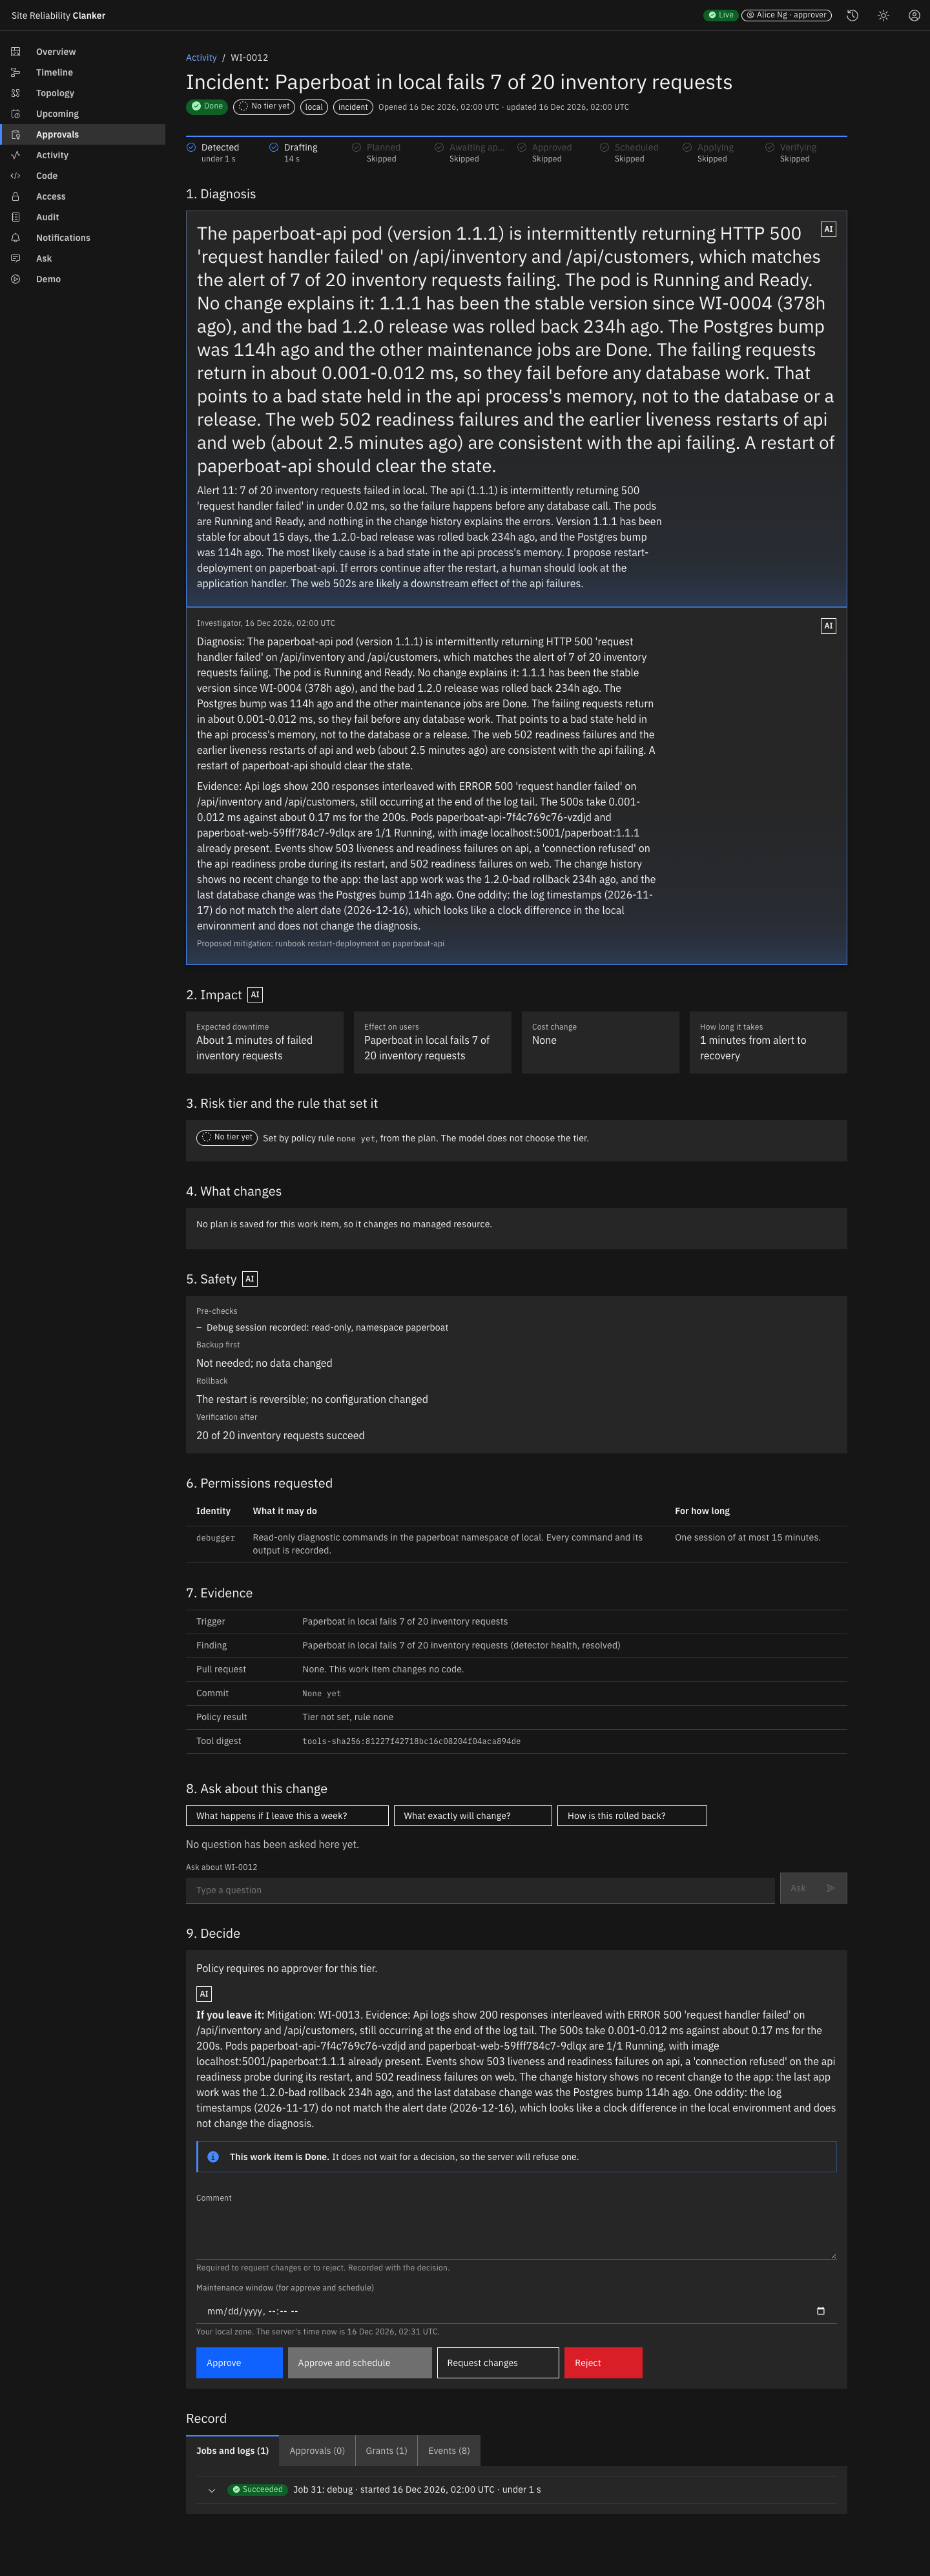 Site Reliability Clanker
Live
Alice Ng · approver
Overview
Timeline
Topology
Upcoming
Approvals
Activity
Code
Access
Audit
Notifications
Ask
Demo
Activity / WI-0012
Incident: Paperboat in local fails 7 of 20 inventory requests
Done
No tier yet
local
incident
Opened 16 Dec 2026, 02:00 UTC · updated 16 Dec 2026, 02:00 UTC
Detected
under 1 s
Drafting
14 s
Planned
Skipped
Awaiting ap...
Skipped
Approved
Skipped
Scheduled
Skipped
Applying
Skipped
Verifying
Skipped
1. Diagnosis
AI
The paperboat-api pod (version 1.1.1) is intermittently returning HTTP 500
'request handler failed' on /api/inventory and /api/customers, which matches
the alert of 7 of 20 inventory requests failing. The pod is Running and Ready.
No change explains it: 1.1.1 has been the stable version since WI-0004 (378h
ago), and the bad 1.2.0 release was rolled back 234h ago. The Postgres bump
was 114h ago and the other maintenance jobs are Done. The failing requests
return in about 0.001-0.012 ms, so they fail before any database work. That
points to a bad state held in the api process's memory, not to the database or a
release. The web 502 readiness failures and the earlier liveness restarts of api
and web (about 2.5 minutes ago) are consistent with the api failing. A restart of
paperboat-api should clear the state.
Alert 11: 7 of 20 inventory requests failed in local. The api (1.1.1) is intermittently returning 500
'request handler failed' in under 0.02 ms, so the failure happens before any database call. The pods
are Running and Ready, and nothing in the change history explains the errors. Version 1.1.1 has been
stable for about 15 days, the 1.2.0-bad release was rolled back 234h ago, and the Postgres bump
was 114h ago. The most likely cause is a bad state in the api process's memory. I propose restart-
deployment on paperboat-api. If errors continue after the restart, a human should look at the
application handler. The web 502s are likely a downstream effect of the api failures.
Investigator, 16 Dec 2026, 02:00 UTC
AI
Diagnosis: The paperboat-api pod (version 1.1.1) is intermittently returning HTTP 500 'request
handler failed' on /api/inventory and /api/customers, which matches the alert of 7 of 20 inventory
requests failing. The pod is Running and Ready. No change explains it: 1.1.1 has been the stable
version since WI-0004 (378h ago), and the bad 1.2.0 release was rolled back 234h ago. The
Postgres bump was 114h ago and the other maintenance jobs are Done. The failing requests return
in about 0.001-0.012 ms, so they fail before any database work. That points to a bad state held in
the api process's memory, not to the database or a release. The web 502 readiness failures and the
earlier liveness restarts of api and web (about 2.5 minutes ago) are consistent with the api failing. A
restart of paperboat-api should clear the state.
Evidence: Api logs show 200 responses interleaved with ERROR 500 'request handler failed' on
/api/inventory and /api/customers, still occurring at the end of the log tail. The 500s take 0.001-
0.012 ms against about 0.17 ms for the 200s. Pods paperboat-api-7f4c769c76-vzdjd and
paperboat-web-59fff784c7-9dlqx are 1/1 Running, with image localhost:5001/paperboat:1.1.1
already present. Events show 503 liveness and readiness failures on api, a 'connection refused' on
the api readiness probe during its restart, and 502 readiness failures on web. The change history
shows no recent change to the app: the last app work was the 1.2.0-bad rollback 234h ago, and the
last database change was the Postgres bump 114h ago. One oddity: the log timestamps (2026-11-
17) do not match the alert date (2026-12-16), which looks like a clock difference in the local
environment and does not change the diagnosis.
Proposed mitigation: runbook restart-deployment on paperboat-api
2. Impact AI
Expected downtime
About 1 minutes of failed
inventory requests
Effect on users
Paperboat in local fails 7 of
20 inventory requests
Cost change
None
How long it takes
1 minutes from alert to
recovery
3. Risk tier and the rule that set it
No tier yet
Set by policy rule none yet, from the plan. The model does not choose the tier.
4. What changes
No plan is saved for this work item, so it changes no managed resource.
5. Safety AI
Pre-checks
– Debug session recorded: read-only, namespace paperboat
Backup first
Not needed; no data changed
Rollback
The restart is reversible; no configuration changed
Verification after
20 of 20 inventory requests succeed
6. Permissions requested
Identity What it may do For how long
debugger Read-only diagnostic commands in the paperboat namespace of local. Every command and its One session of at most 15 minutes.
output is recorded.
7. Evidence
Trigger Paperboat in local fails 7 of 20 inventory requests
Finding Paperboat in local fails 7 of 20 inventory requests (detector health, resolved)
Pull request None. This work item changes no code.
Commit None yet
Policy result Tier not set, rule none
Tool digest tools-sha256:81227f42718bc16c08204f04aca894de
8. Ask about this change
What happens if I leave this a week?
What exactly will change?
How is this rolled back?
No question has been asked here yet.
Ask about WI-0012
Type a question
Ask
9. Decide
Policy requires no approver for this tier.
AI
If you leave it: Mitigation: WI-0013. Evidence: Api logs show 200 responses interleaved with ERROR 500 'request handler failed' on
/api/inventory and /api/customers, still occurring at the end of the log tail. The 500s take 0.001-0.012 ms against about 0.17 ms for the
200s. Pods paperboat-api-7f4c769c76-vzdjd and paperboat-web-59fff784c7-9dlqx are 1/1 Running, with image
localhost:5001/paperboat:1.1.1 already present. Events show 503 liveness and readiness failures on api, a 'connection refused' on the api
readiness probe during its restart, and 502 readiness failures on web. The change history shows no recent change to the app: the last app
work was the 1.2.0-bad rollback 234h ago, and the last database change was the Postgres bump 114h ago. One oddity: the log
timestamps (2026-11-17) do not match the alert date (2026-12-16), which looks like a clock difference in the local environment and does
not change the diagnosis.
This work item is Done. It does not wait for a decision, so the server will refuse one.
Comment
Required to request changes or to reject. Recorded with the decision.
Maintenance window (for approve and schedule)
mm/dd/yyyy, --:-- --
Your local zone. The server's time now is 16 Dec 2026, 02:31 UTC.
Approve
Approve and schedule
Request changes
Reject
Record
Jobs and logs (1)
Approvals (0)
Grants (1)
Events (8)
Succeeded
Job 31: debug · started 16 Dec 2026, 02:00 UTC · under 1 s